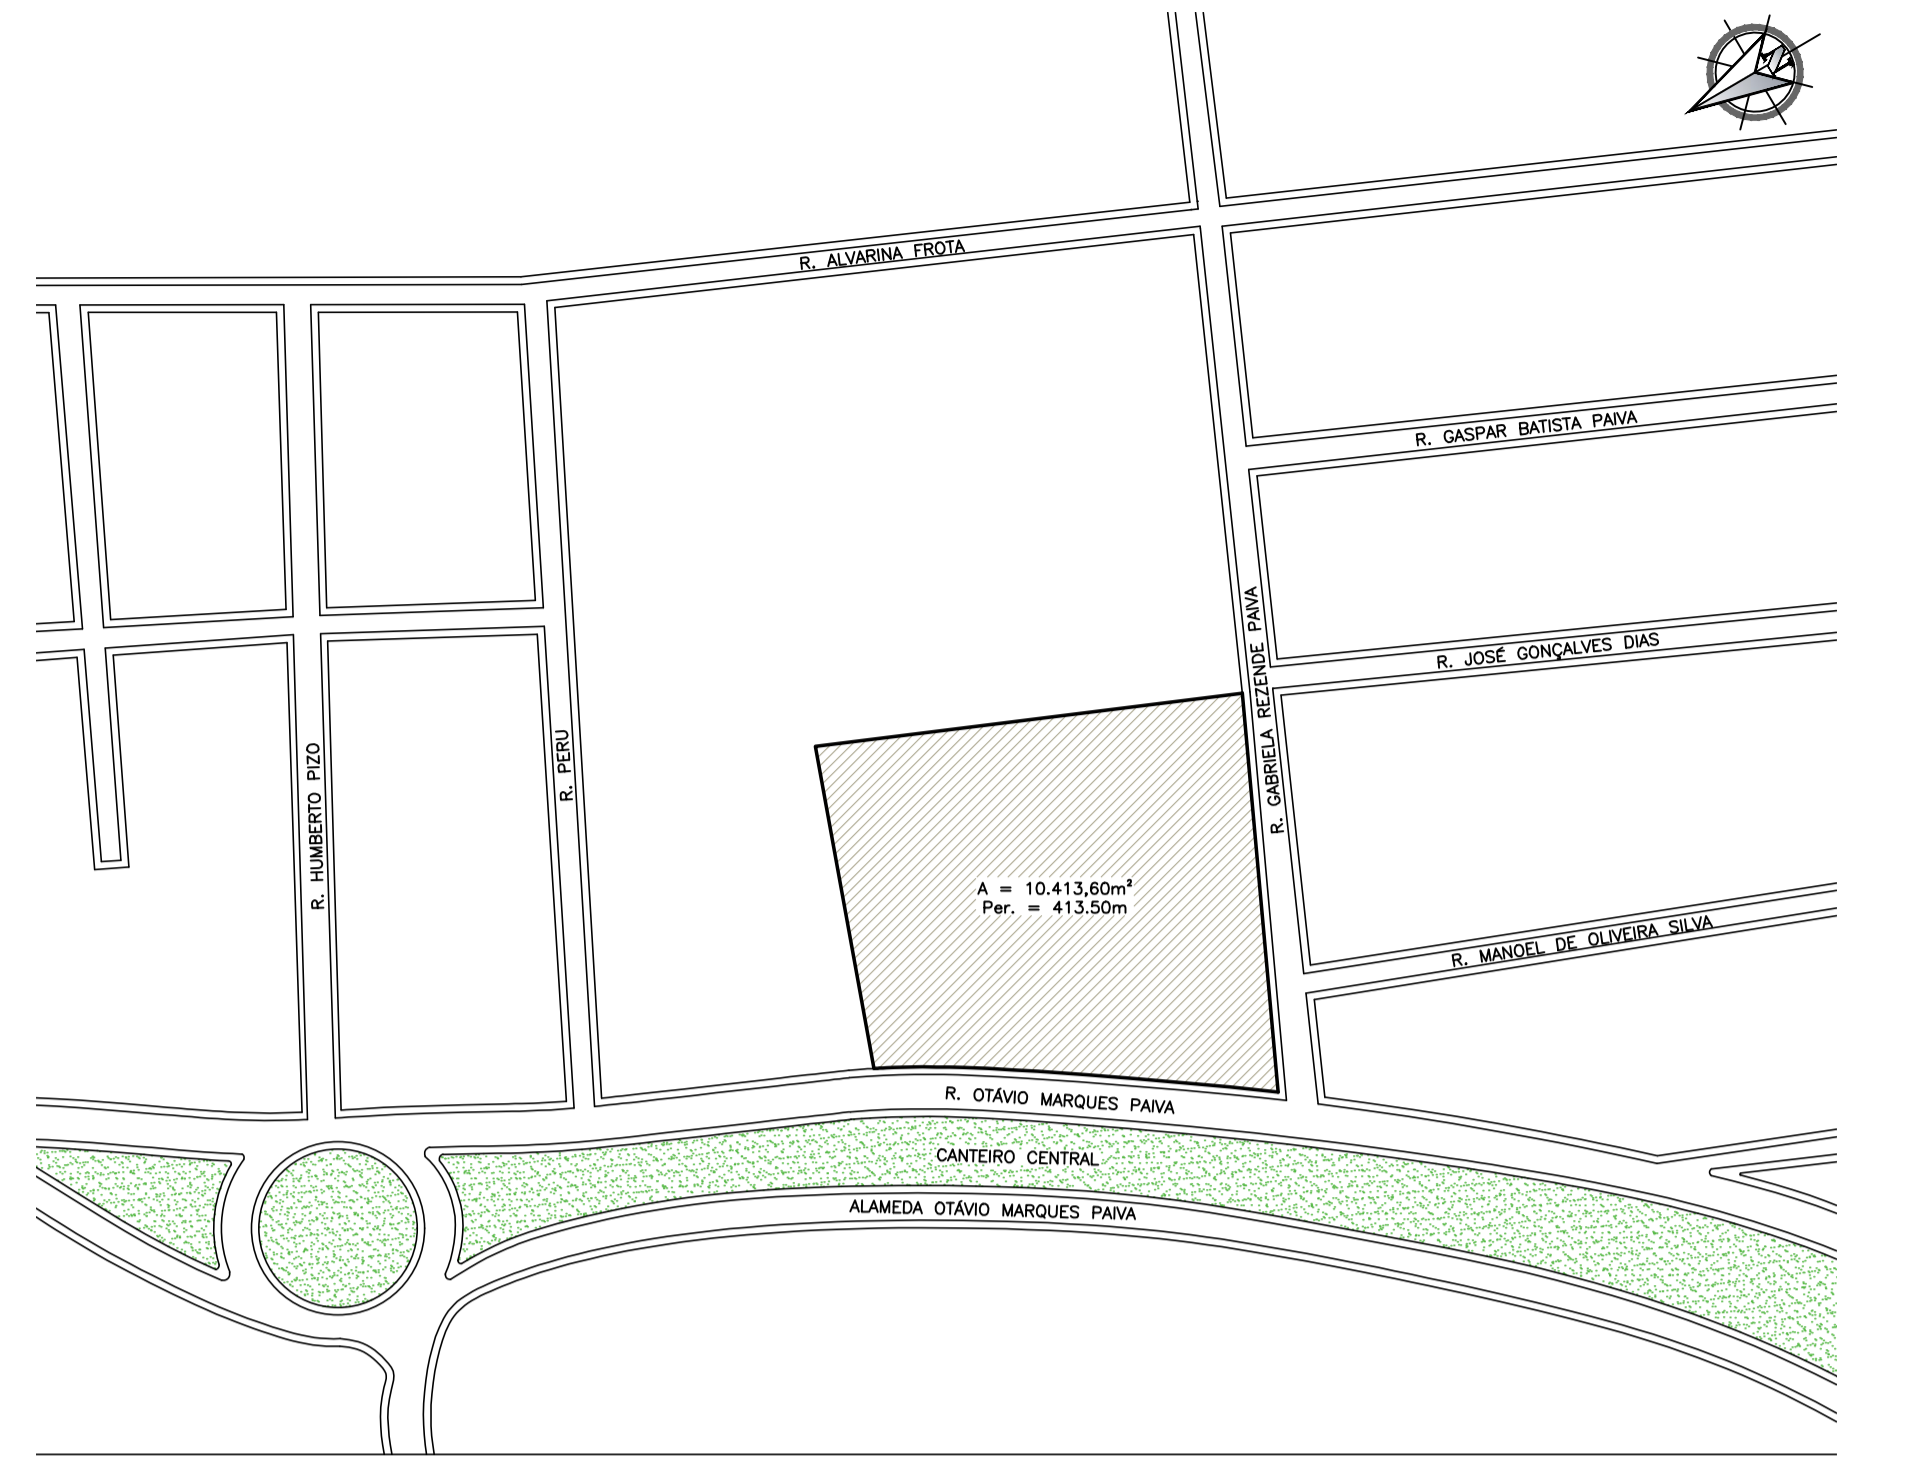 N
R. ALVARINA FROTA
R. GASPAR BATISTA PAIVA
R. JOSÉ GONÇALVES DIAS
R. GABRIELA REZENDE PAIVA
R. PERU
R. HUMBERTO PIZO
A = 10.413,60m²
Per. = 413.50m
R. MANOEL DE OLIVEIRA SILVA
R. OTÁVIO MARQUES PAIVA
CANTEIRO CENTRAL
ALAMEDA OTÁVIO MARQUES PAIVA